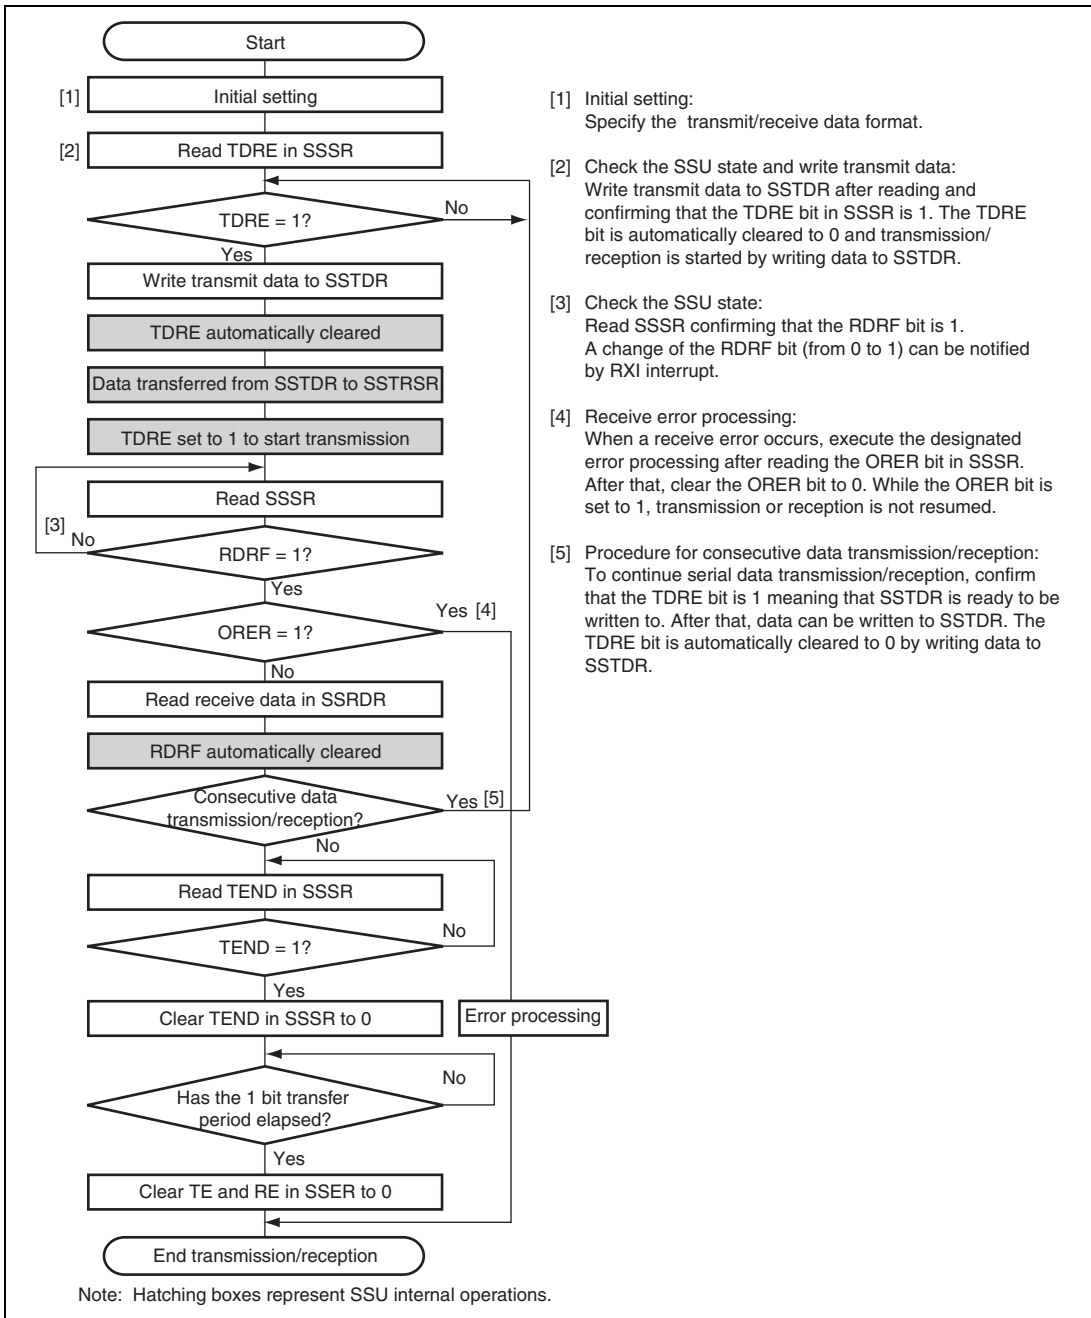 Start
[1] Initial setting
[2] Read TDRE in SSSR
TDRE = 1?
No
Yes
Write transmit data to SSTDR
TDRE automatically cleared
Data transferred from SSTDR to SSTRSR
TDRE set to 1 to start transmission
Read SSSR
[3]
No
RDRF = 1?
Yes
Yes [4]
ORER = 1?
No
Read receive data in SSRDR
RDRF automatically cleared
Consecutive data
transmission/reception?
Yes [5]
No
Read TEND in SSSR
No
TEND = 1?
Yes
Clear TEND in SSSR to 0
Error processing
No
Has the 1 bit transfer
period elapsed?
Yes
Clear TE and RE in SSER to 0
End transmission/reception
[1] Initial setting:
Specify the transmit/receive data format.
[2] Check the SSU state and write transmit data:
Write transmit data to SSTDR after reading and
confirming that the TDRE bit in SSSR is 1. The TDRE
bit is automatically cleared to 0 and transmission/
reception is started by writing data to SSTDR.
[3] Check the SSU state:
Read SSSR confirming that the RDRF bit is 1.
A change of the RDRF bit (from 0 to 1) can be notified
by RXI interrupt.
[4] Receive error processing:
When a receive error occurs, execute the designated
error processing after reading the ORER bit in SSSR.
After that, clear the ORER bit to 0. While the ORER bit is
set to 1, transmission or reception is not resumed.
[5] Procedure for consecutive data transmission/reception:
To continue serial data transmission/reception, confirm
that the TDRE bit is 1 meaning that SSTDR is ready to be
written to. After that, data can be written to SSTDR. The
TDRE bit is automatically cleared to 0 by writing data to
SSTDR.
Note: Hatching boxes represent SSU internal operations.